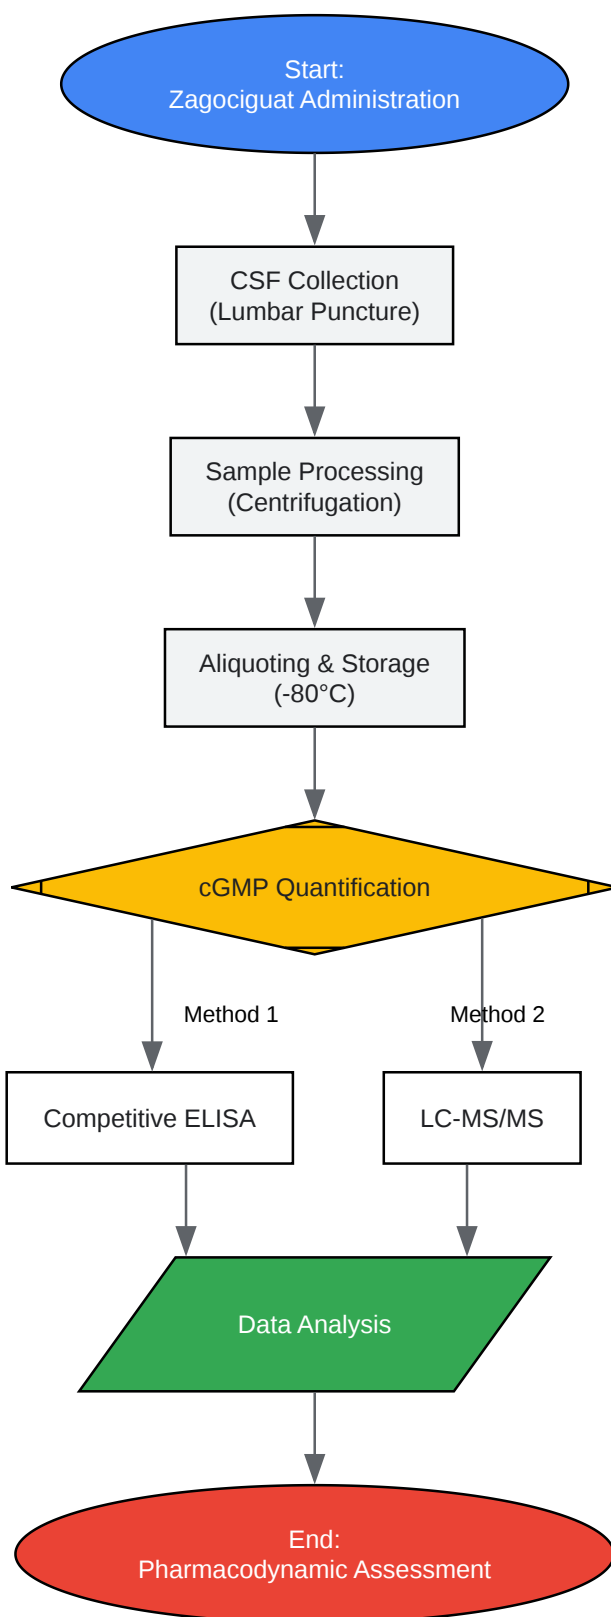 Start:
Zagociguat Administration
CSF Collection
(Lumbar Puncture)
Sample Processing
(Centrifugation)
Aliquoting & Storage
(-80°C)
cGMP Quantification
Method 1
Method 2
Competitive ELISA
LC-MS/MS
Data Analysis
End:
Pharmacodynamic Assessment